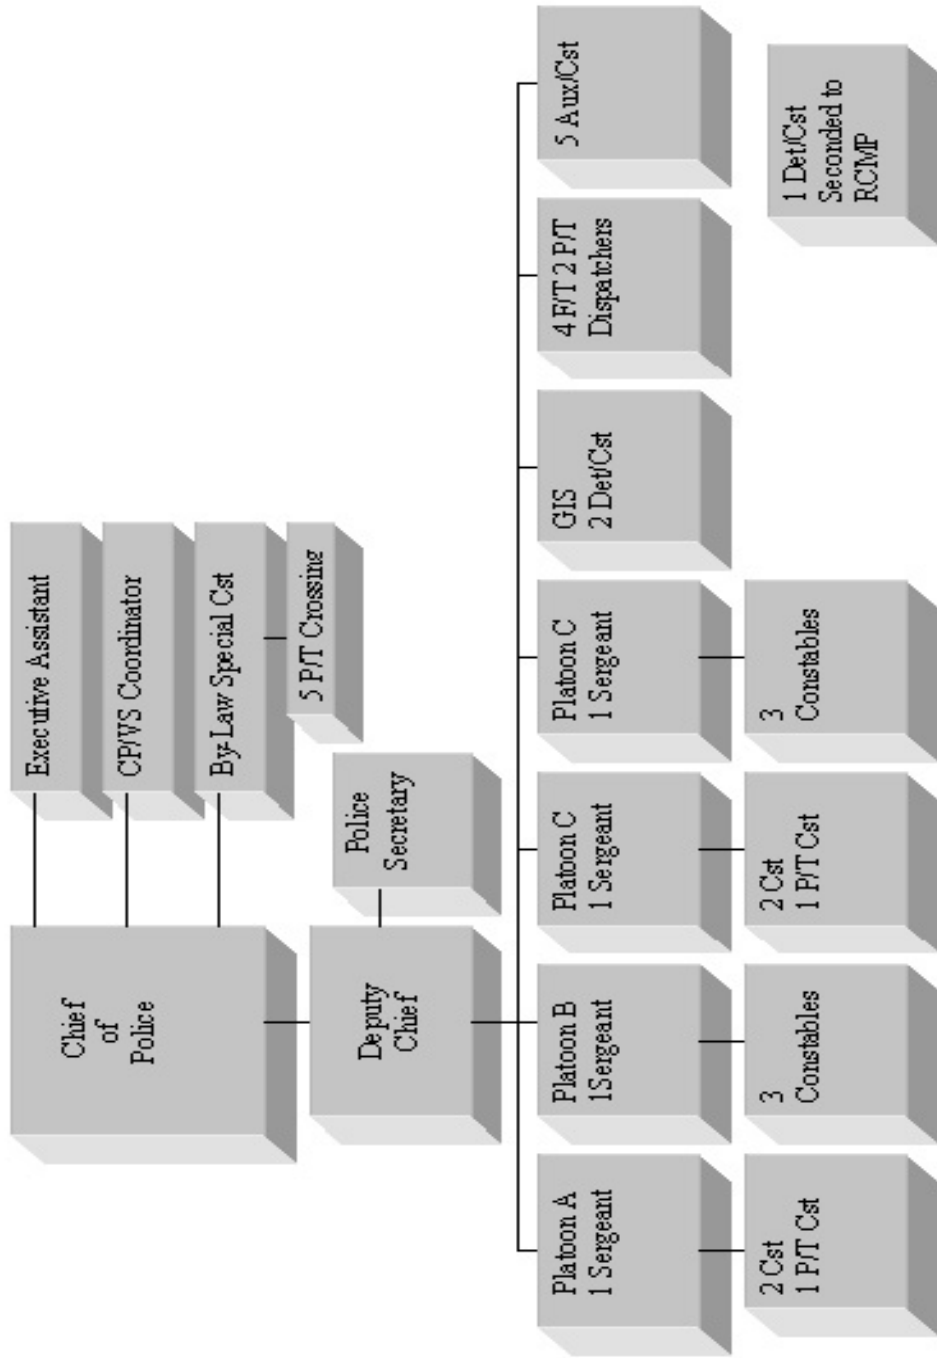 Chief
of
Police
Executive Assistant
CP/VS Coordinator
By-Law Special Cst
5 P/T Crossing
Deputy
Chief
Police
Secretary
Platoon A
1 Sergeant
Platoon B
1Sergeant
Platoon C
1 Sergeant
Platoon C
1 Sergeant
GIS
2 Det/Cst
4 F/T 2 P/T
Dispatchers
5 Aux/Cst
2 Cst
1 P/T Cst
3
Constables
2 Cst
1 P/T Cst
3
Constables
1 Det/Cst
Seconded to
RCMP